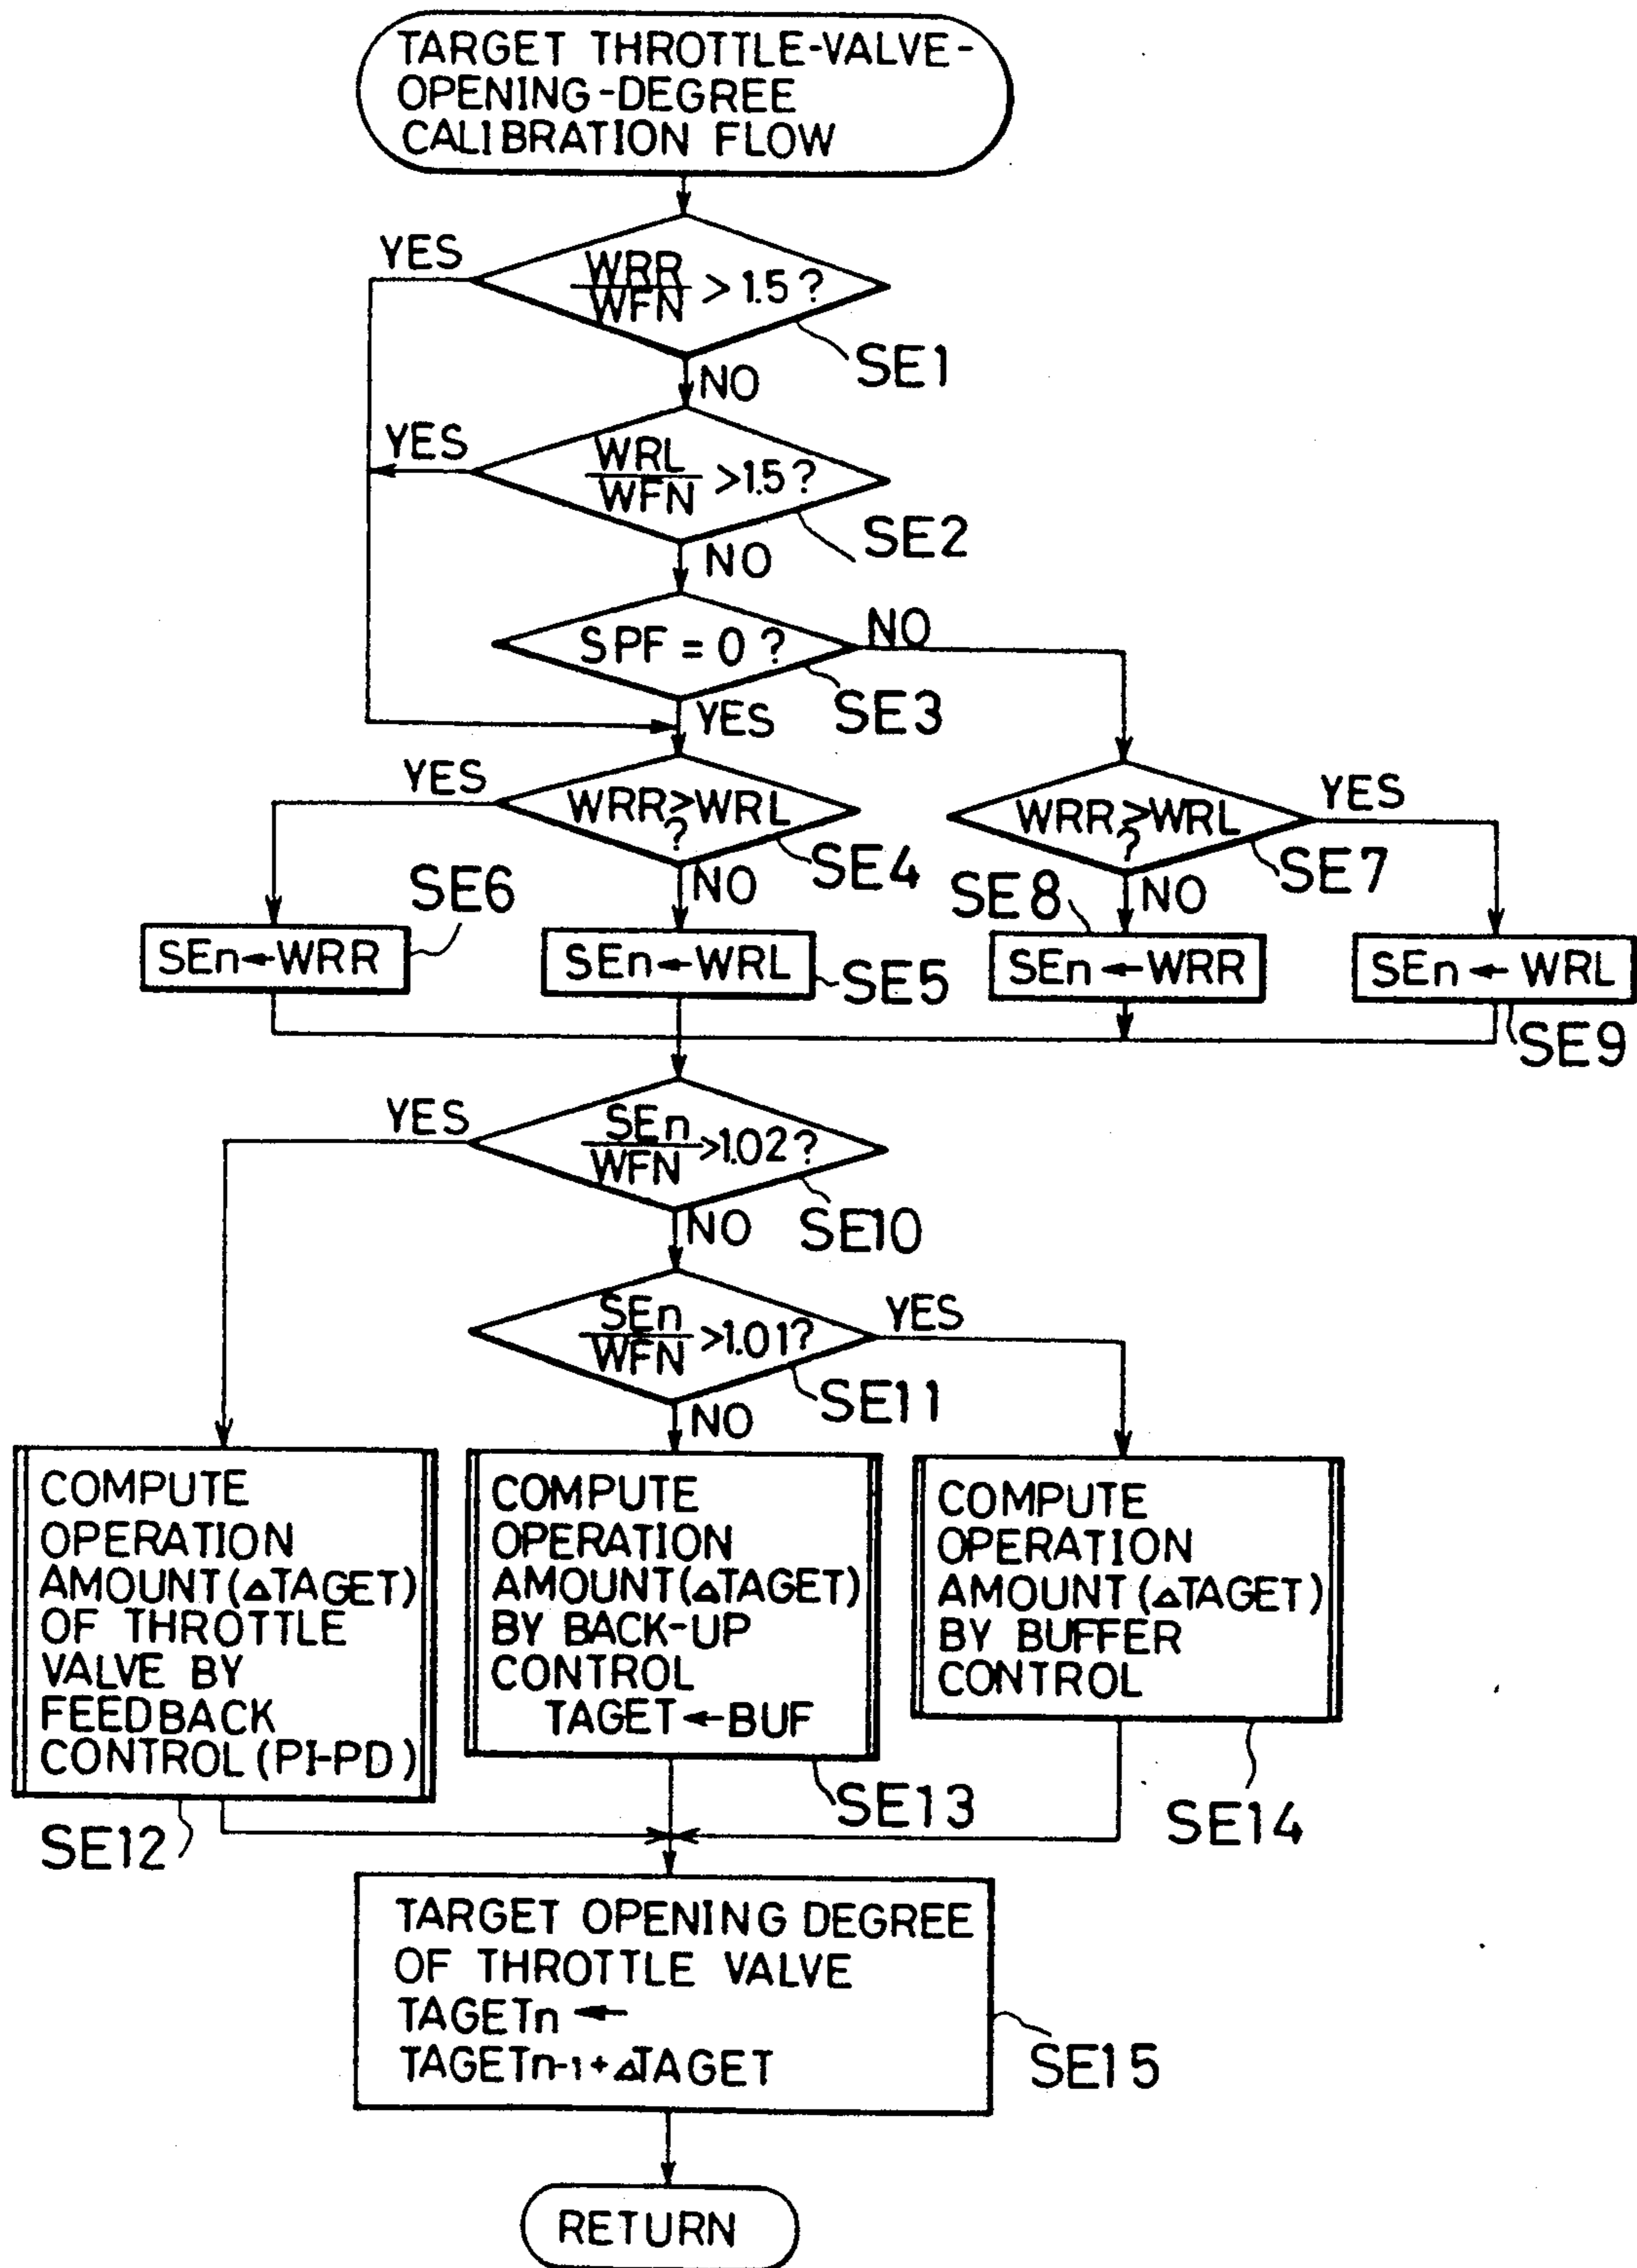 TARGET THROTTLE-VALVE-
OPENING-DEGREE
CALIBRATION FLOW
YES
WRR
WFN > 1.5?
SE1
NO
YES
WRL
WFN >1.5?
SE2
NO
SPF = 0?
NO
SE3
YES
YES
WRR>WRL
?
SE4
NO
WRR>WRL
?
YES
SE7
NO
SE6
SEn←WRR
SEn←WRL
SE5
SE8
SEn←WRR
SEn←WRL
SE9
YES
SEn
WFN >1.02?
SE10
NO
SEn
WFN >1.01?
YES
SE11
NO
COMPUTE
OPERATION
AMOUNT(△TAGET)
OF THROTTLE
VALVE BY
FEEDBACK
CONTROL(PI-PD)
SE12
COMPUTE
OPERATION
AMOUNT(△TAGET)
BY BACK-UP
CONTROL
TAGET←BUF
SE13
COMPUTE
OPERATION
AMOUNT(△TAGET)
BY BUFFER
CONTROL
SE14
TARGET OPENING DEGREE
OF THROTTLE VALVE
TAGETn ←
TAGETn-1+△TAGET
SE15
RETURN